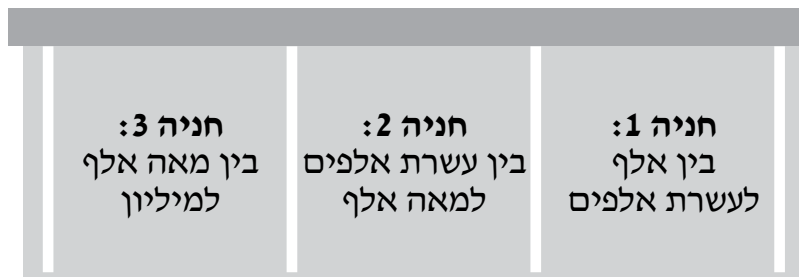 חניה 1:
בין אלף
לעשרת אלפים
חניה 2:
בין עשרת אלפים
למאה אלף
חניה 3:
בין מאה אלף
למיליון